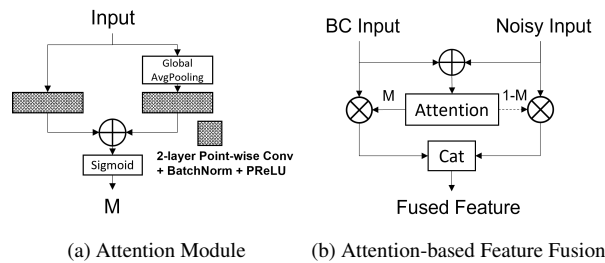 Input
Global
AvgPooling
2-layer Point-wise Conv
+ BatchNorm + PReLU
Sigmoid
M
(a) Attention Module
BC Input
Noisy Input
M
Attention
1-M
Cat
Fused Feature
(b) Attention-based Feature Fusion